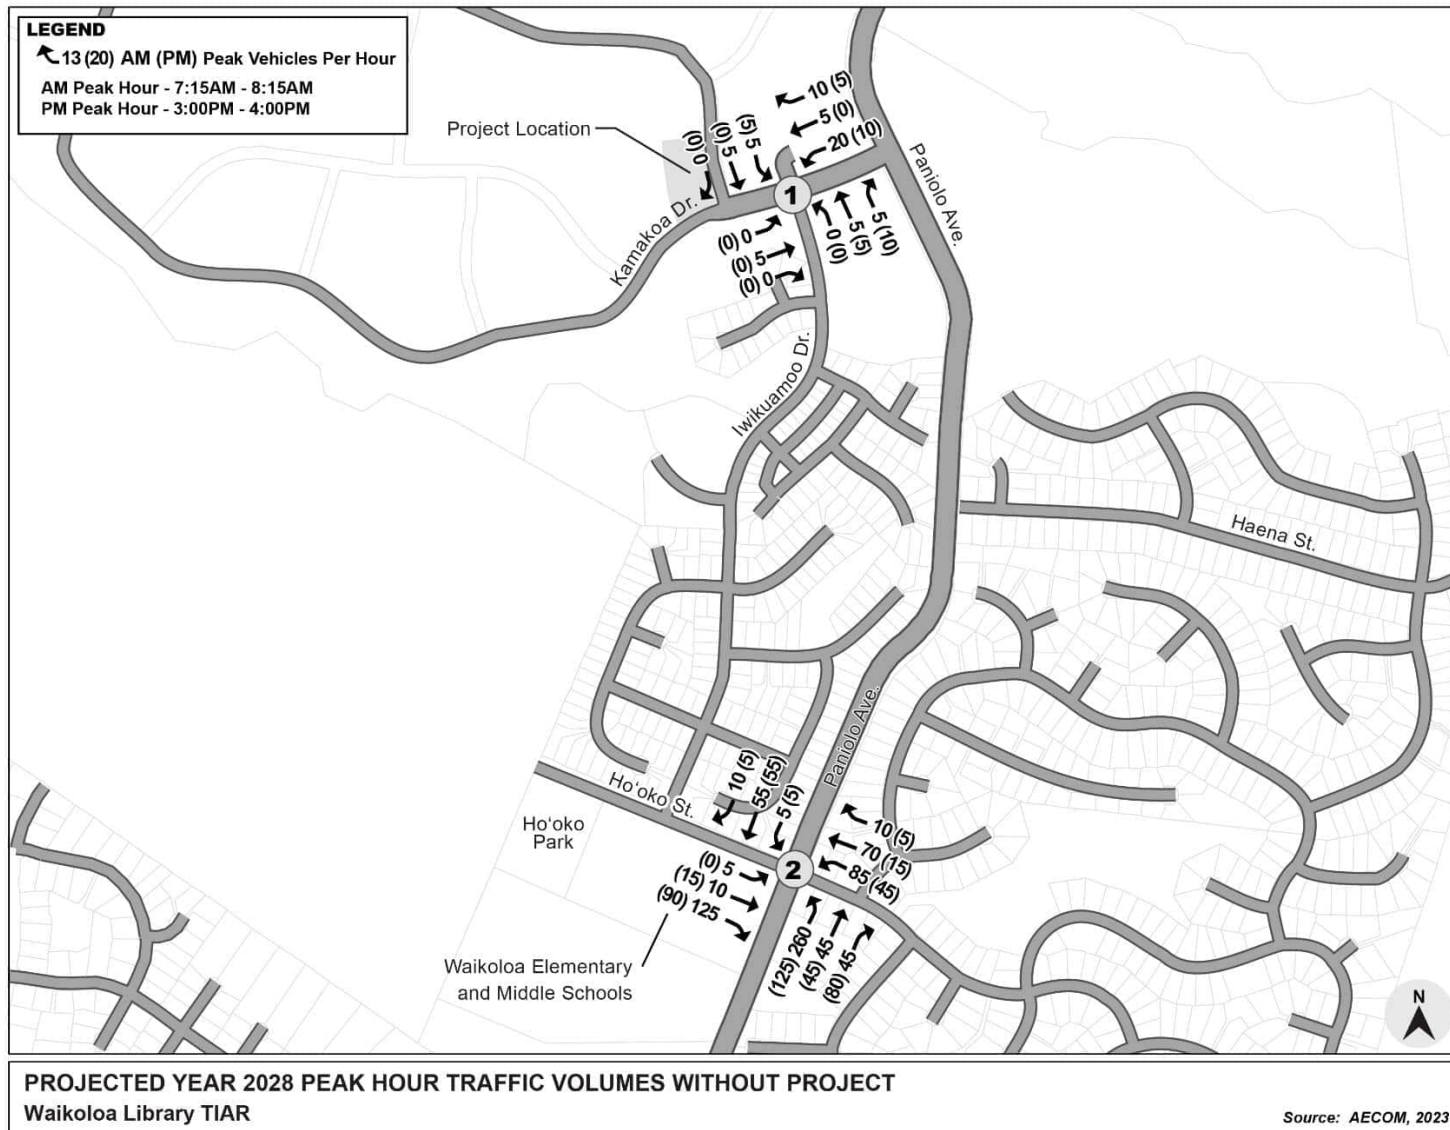 LEGEND
13 (20) AM (PM) Peak Vehicles Per Hour
AM Peak Hour - 7:15AM - 8:15AM
PM Peak Hour - 3:00PM - 4:00PM
Project Location
(0) 0
(0) 5
(5) 5
10 (5)
5 (0)
20 (10)
1
Paniolo Ave.
Kamakoa Dr.
(0) 0
(0) 5
(0) 0
0 (0)
5 (5)
5 (10)
Iwikuamoo Dr.
Haena St.
Paniolo Ave.
Ho‘oko St.
Ho‘oko
Park
10 (5)
55 (55)
5 (5)
10 (5)
70 (15)
85 (45)
2
(0) 5
(15) 10
(90) 125
(125) 260
(45) 45
(80) 45
Waikoloa Elementary
and Middle Schools
N
PROJECTED YEAR 2028 PEAK HOUR TRAFFIC VOLUMES WITHOUT PROJECT
Waikoloa Library TIAR
Source: AECOM, 2023